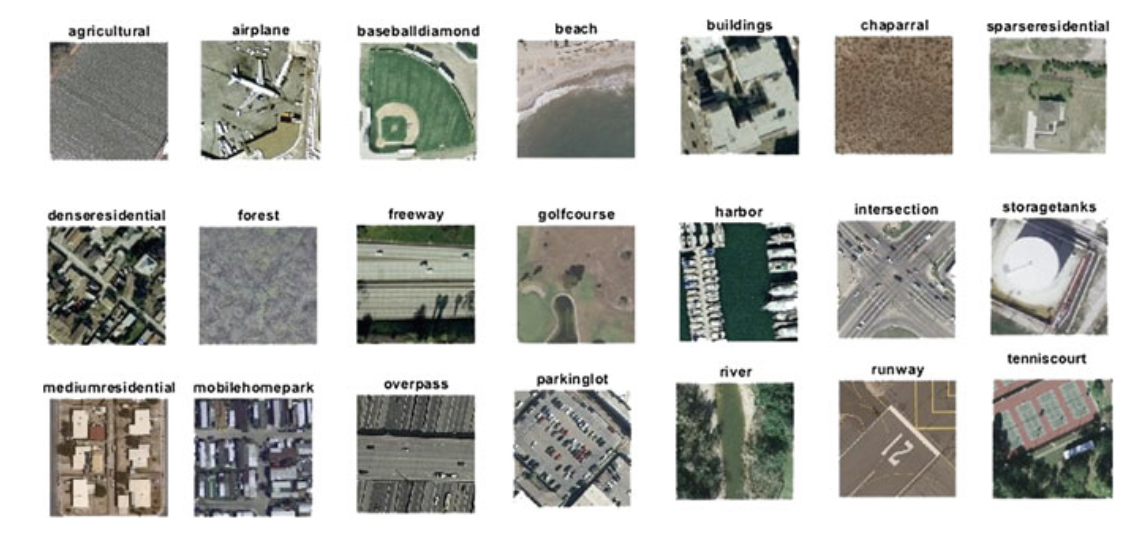 agricultural
airplane
baseballdiamond
beach
buildings
chaparral
sparseresidential
denseresidential
forest
freeway
golfcourse
harbor
intersection
storagetanks
mediumresidential
mobilehomepark
overpass
parkinglot
river
runway
tenniscourt
12